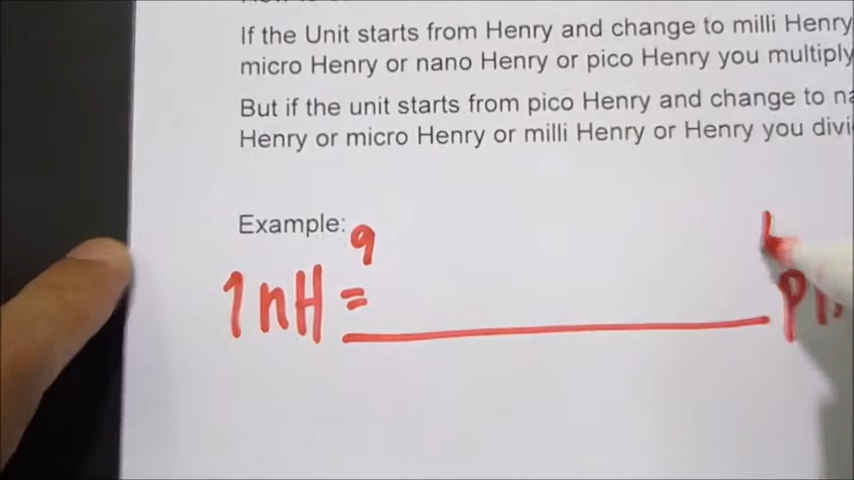 If the Unit starts from Henry and change to milli Henry
micro Henry or nano Henry or pico Henry you multiply
But if the unit starts from pico Henry and change to
Henry or micro Henry or milli Henry or Henry you
Example:
9
1 nH =